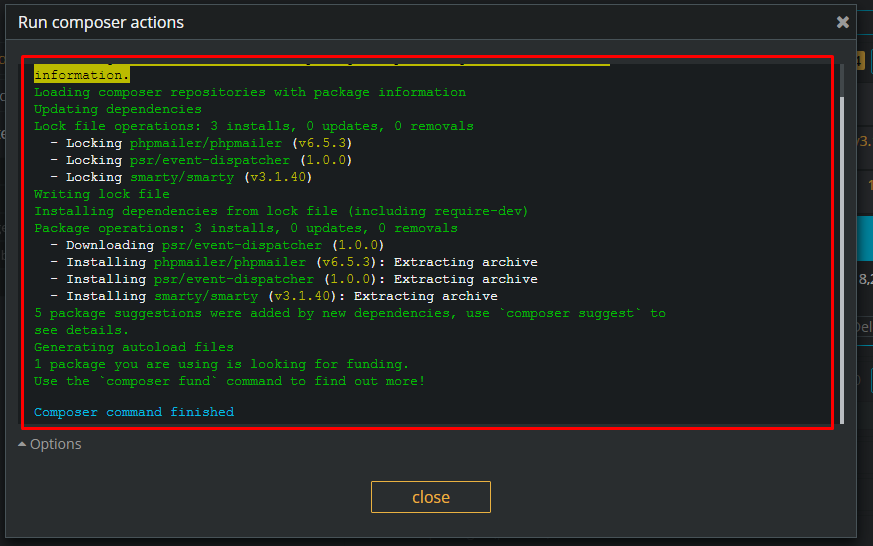 Run composer actions
information.
Loading composer repositories with package information
Updating dependencies
Lock file operations: 3 installs, 0 updates, 0 removals
- Locking phpmailer/phpmailer (v6.5.3)
- Locking psr/event-dispatcher (1.0.0)
- Locking smarty/smarty (v3.1.40)
Writing lock file
Installing dependencies from lock file (including require-dev)
Package operations: 3 installs, 0 updates, 0 removals
- Downloading psr/event-dispatcher (1.0.0)
- Installing phpmailer/phpmailer (v6.5.3): Extracting archive
- Installing psr/event-dispatcher (1.0.0): Extracting archive
- Installing smarty/smarty (v3.1.40): Extracting archive
5 package suggestions were added by new dependencies, use `composer suggest` to
see details.
Generating autoload files
1 package you are using is looking for funding.
Use the `composer fund` command to find out more!
Composer command finished
Options
close